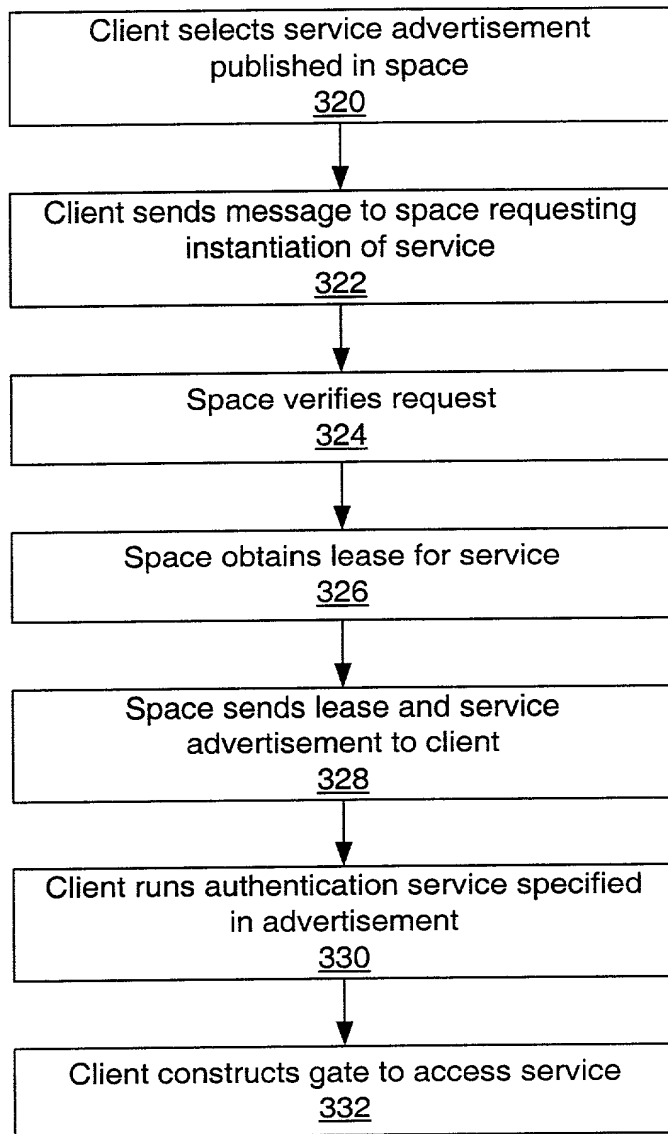 Client selects service advertisement
published in space
320
Client sends message to space requesting
instantiation of service
322
Space verifies request
324
Space obtains lease for service
326
Space sends lease and service
advertisement to client
328
Client runs authentication service specified
in advertisement
330
Client constructs gate to access service
332